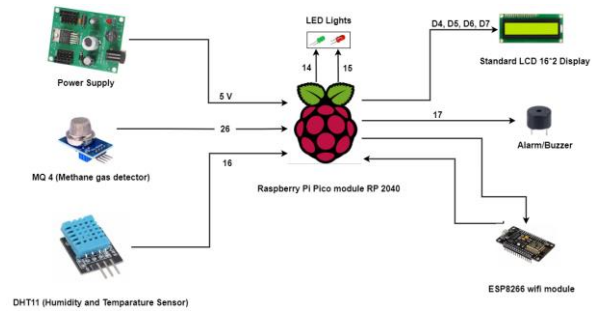 LED Lights
D4, D5, D6, D7
14
15
Standard LCD 16*2 Display
Power Supply
5 V
17
26
Alarm/Buzzer
MQ 4 (Methane gas detector)
16
Raspberry Pi Pico module RP 2040
ESP8266 wifi module
DHT11 (Humidity and Temparature Sensor)